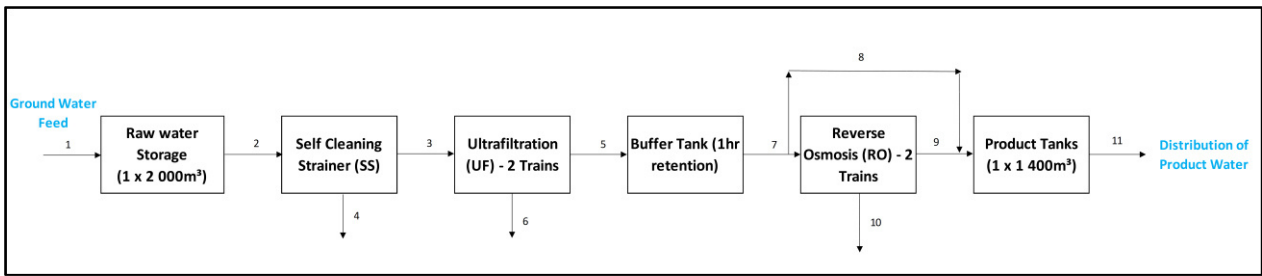 8
Ground Water
Feed
1
Raw water
Storage
(1 x 2 000m³)
2
Self Cleaning
Strainer (SS)
3
Ultrafiltration
(UF) - 2 Trains
5
Buffer Tank (1hr
retention)
7
Reverse
Osmosis (RO) - 2
Trains
9
Product Tanks
(1 x 1 400m³)
11
Distribution of
Product Water
4
6
10